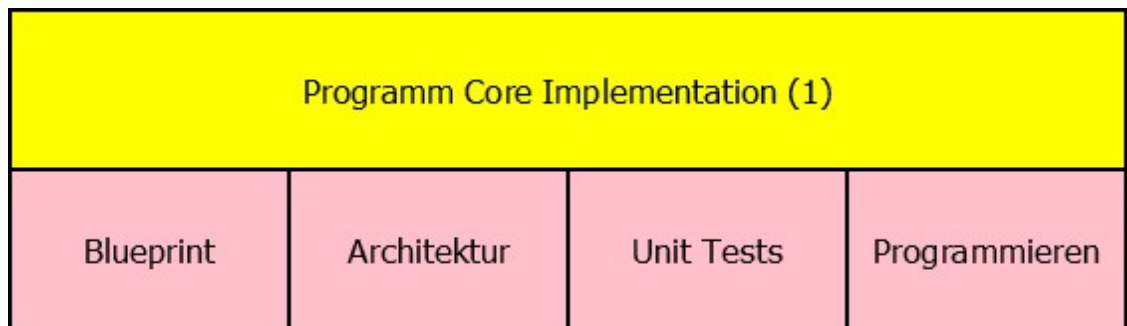 Programm Core Implementation (1)
Blueprint
Architektur
Unit Tests
Programmieren